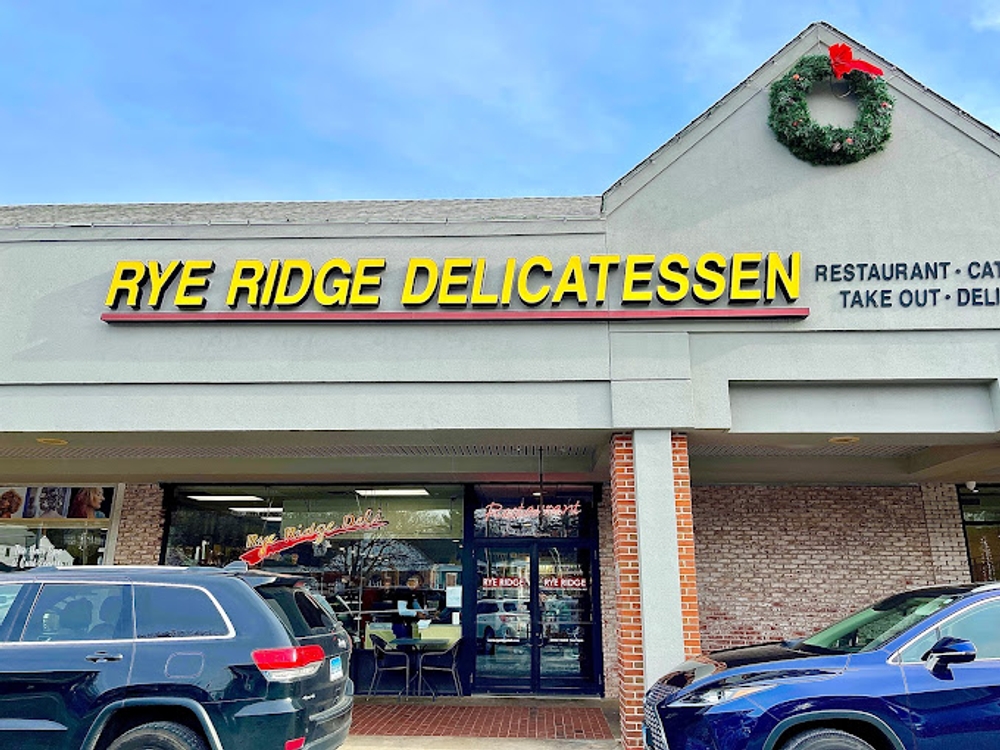 RYE RIDGE DELICATESSEN
RESTAURANT · CAT
TAKE OUT · DELI
Rye Ridge Deli
Restaurant
RYE RIDGE
RYE RIDGE